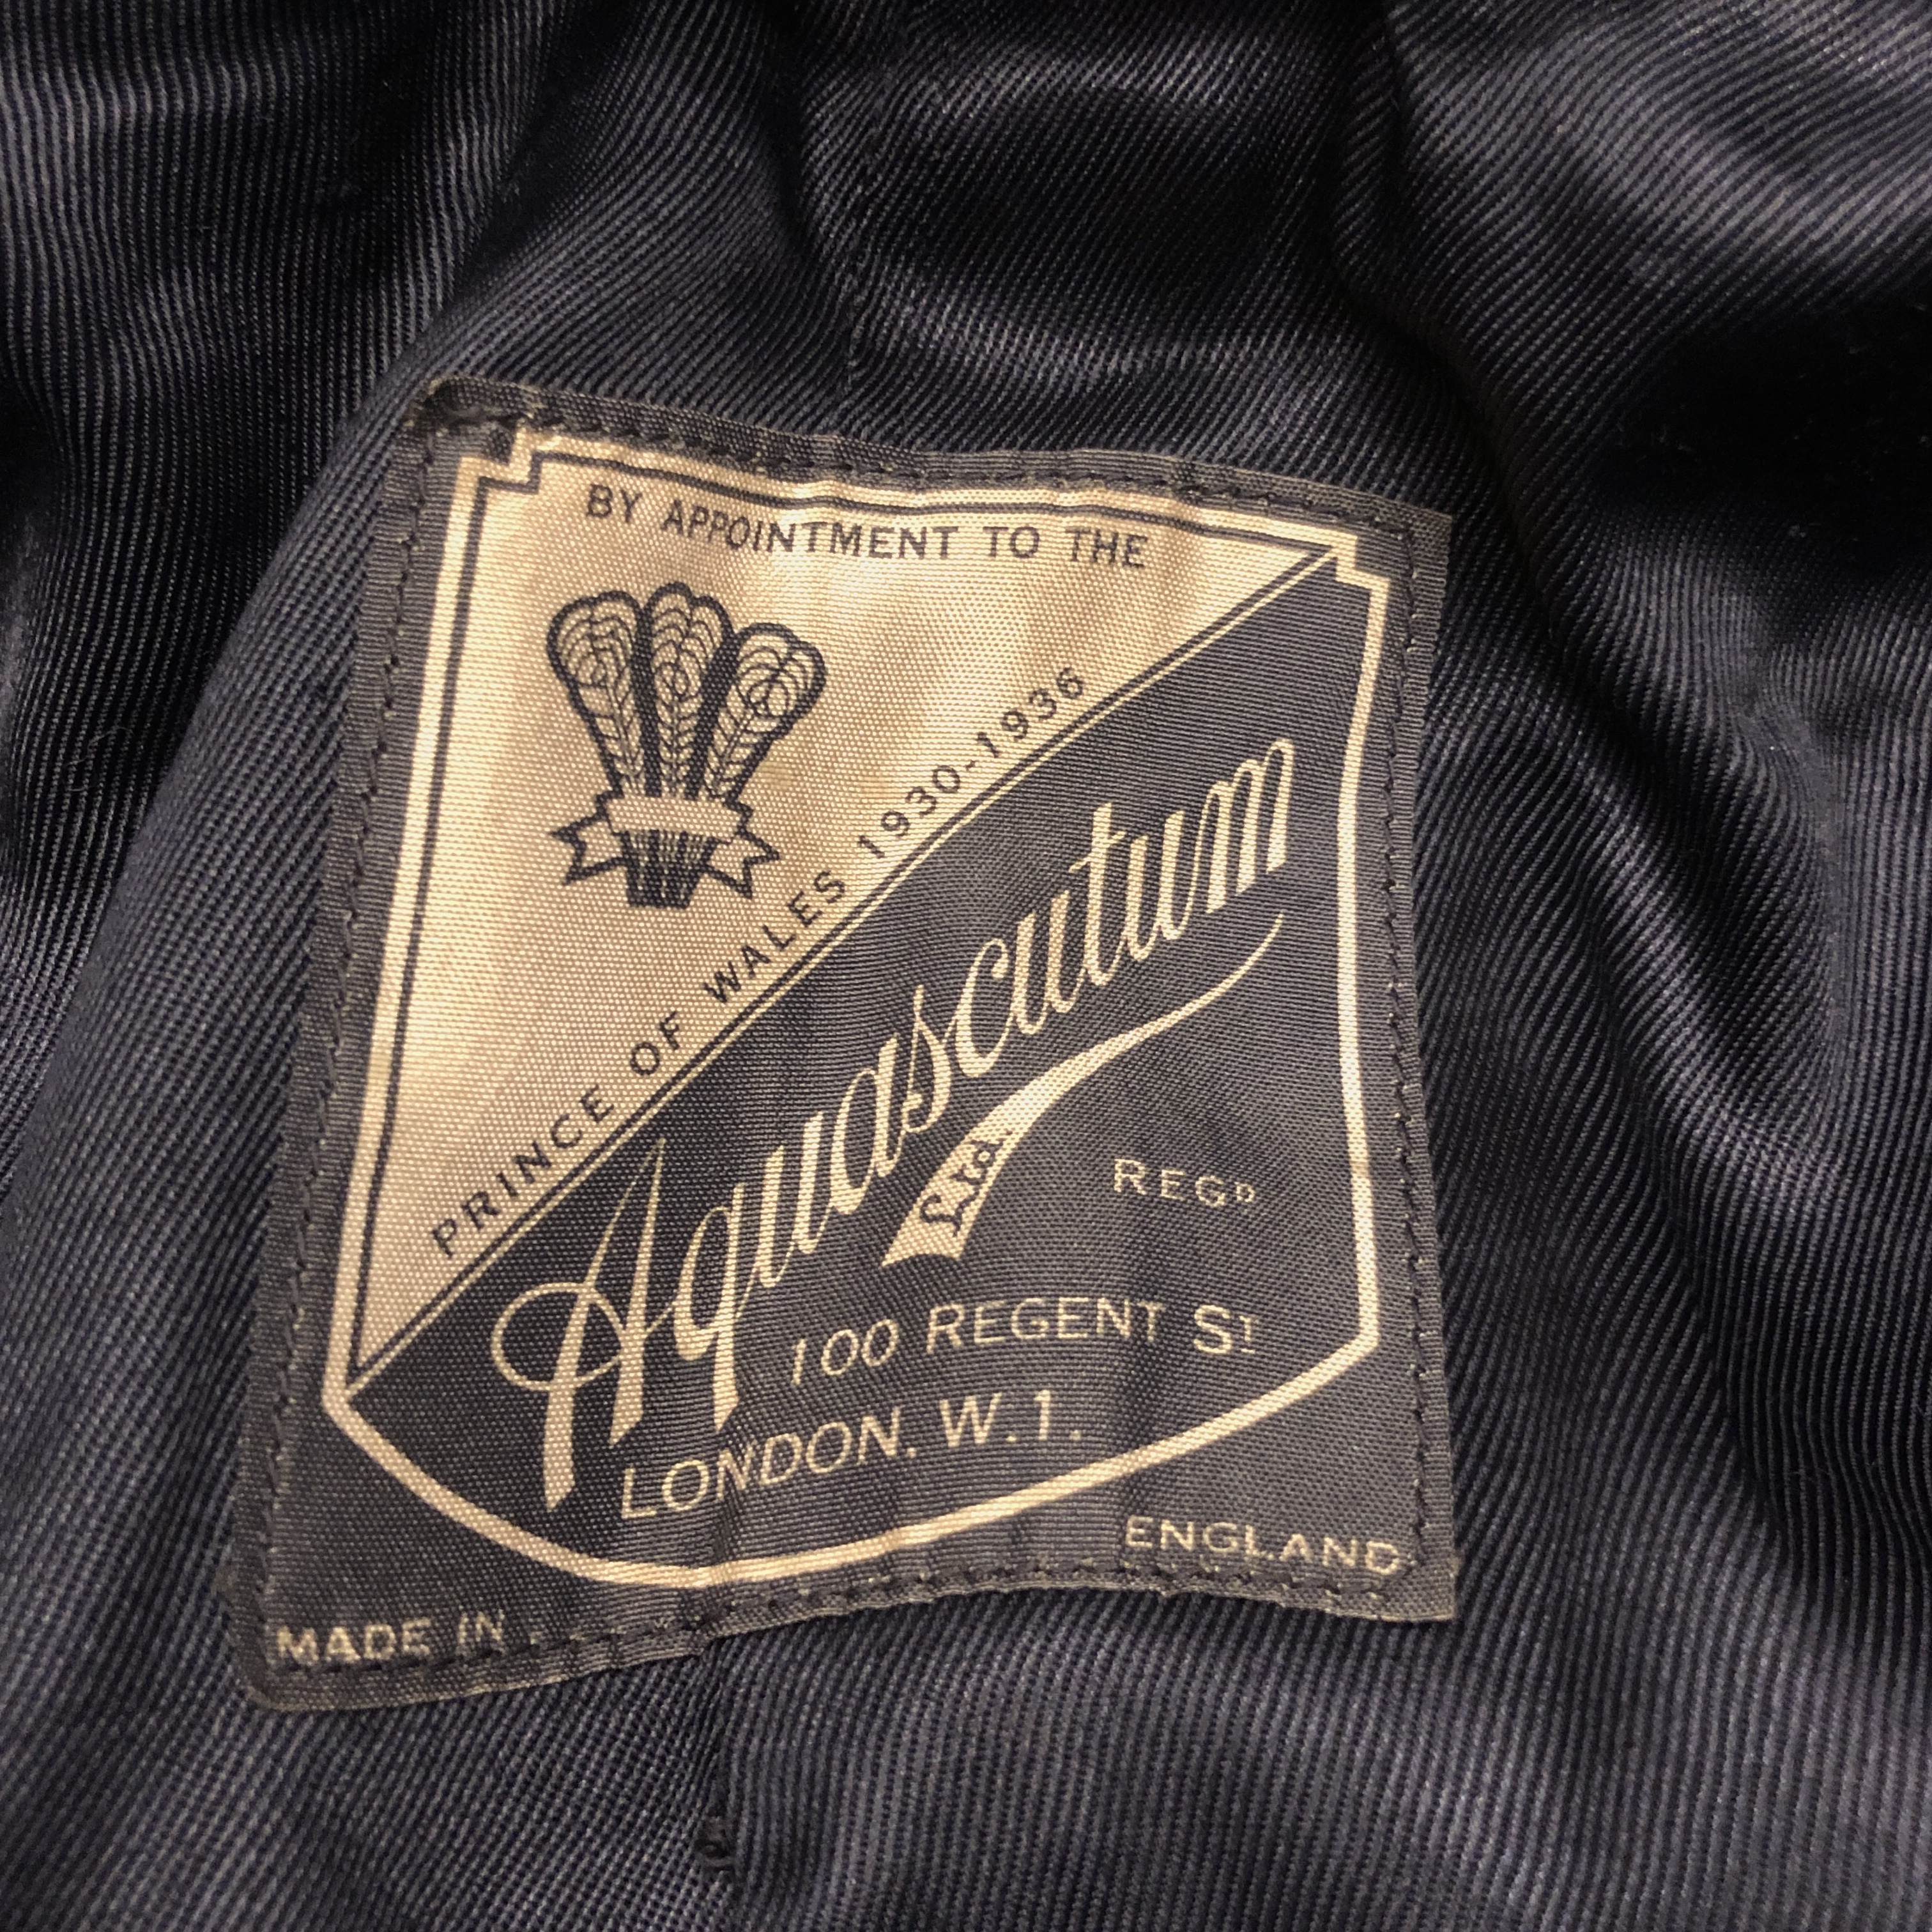 BY APPOINTMENT TO THE
PRINCE OF WALES 1930-1936
Aquascutum
Ltd
REGD
100 REGENT ST
LONDON. W.1.
MADE IN ENGLAND